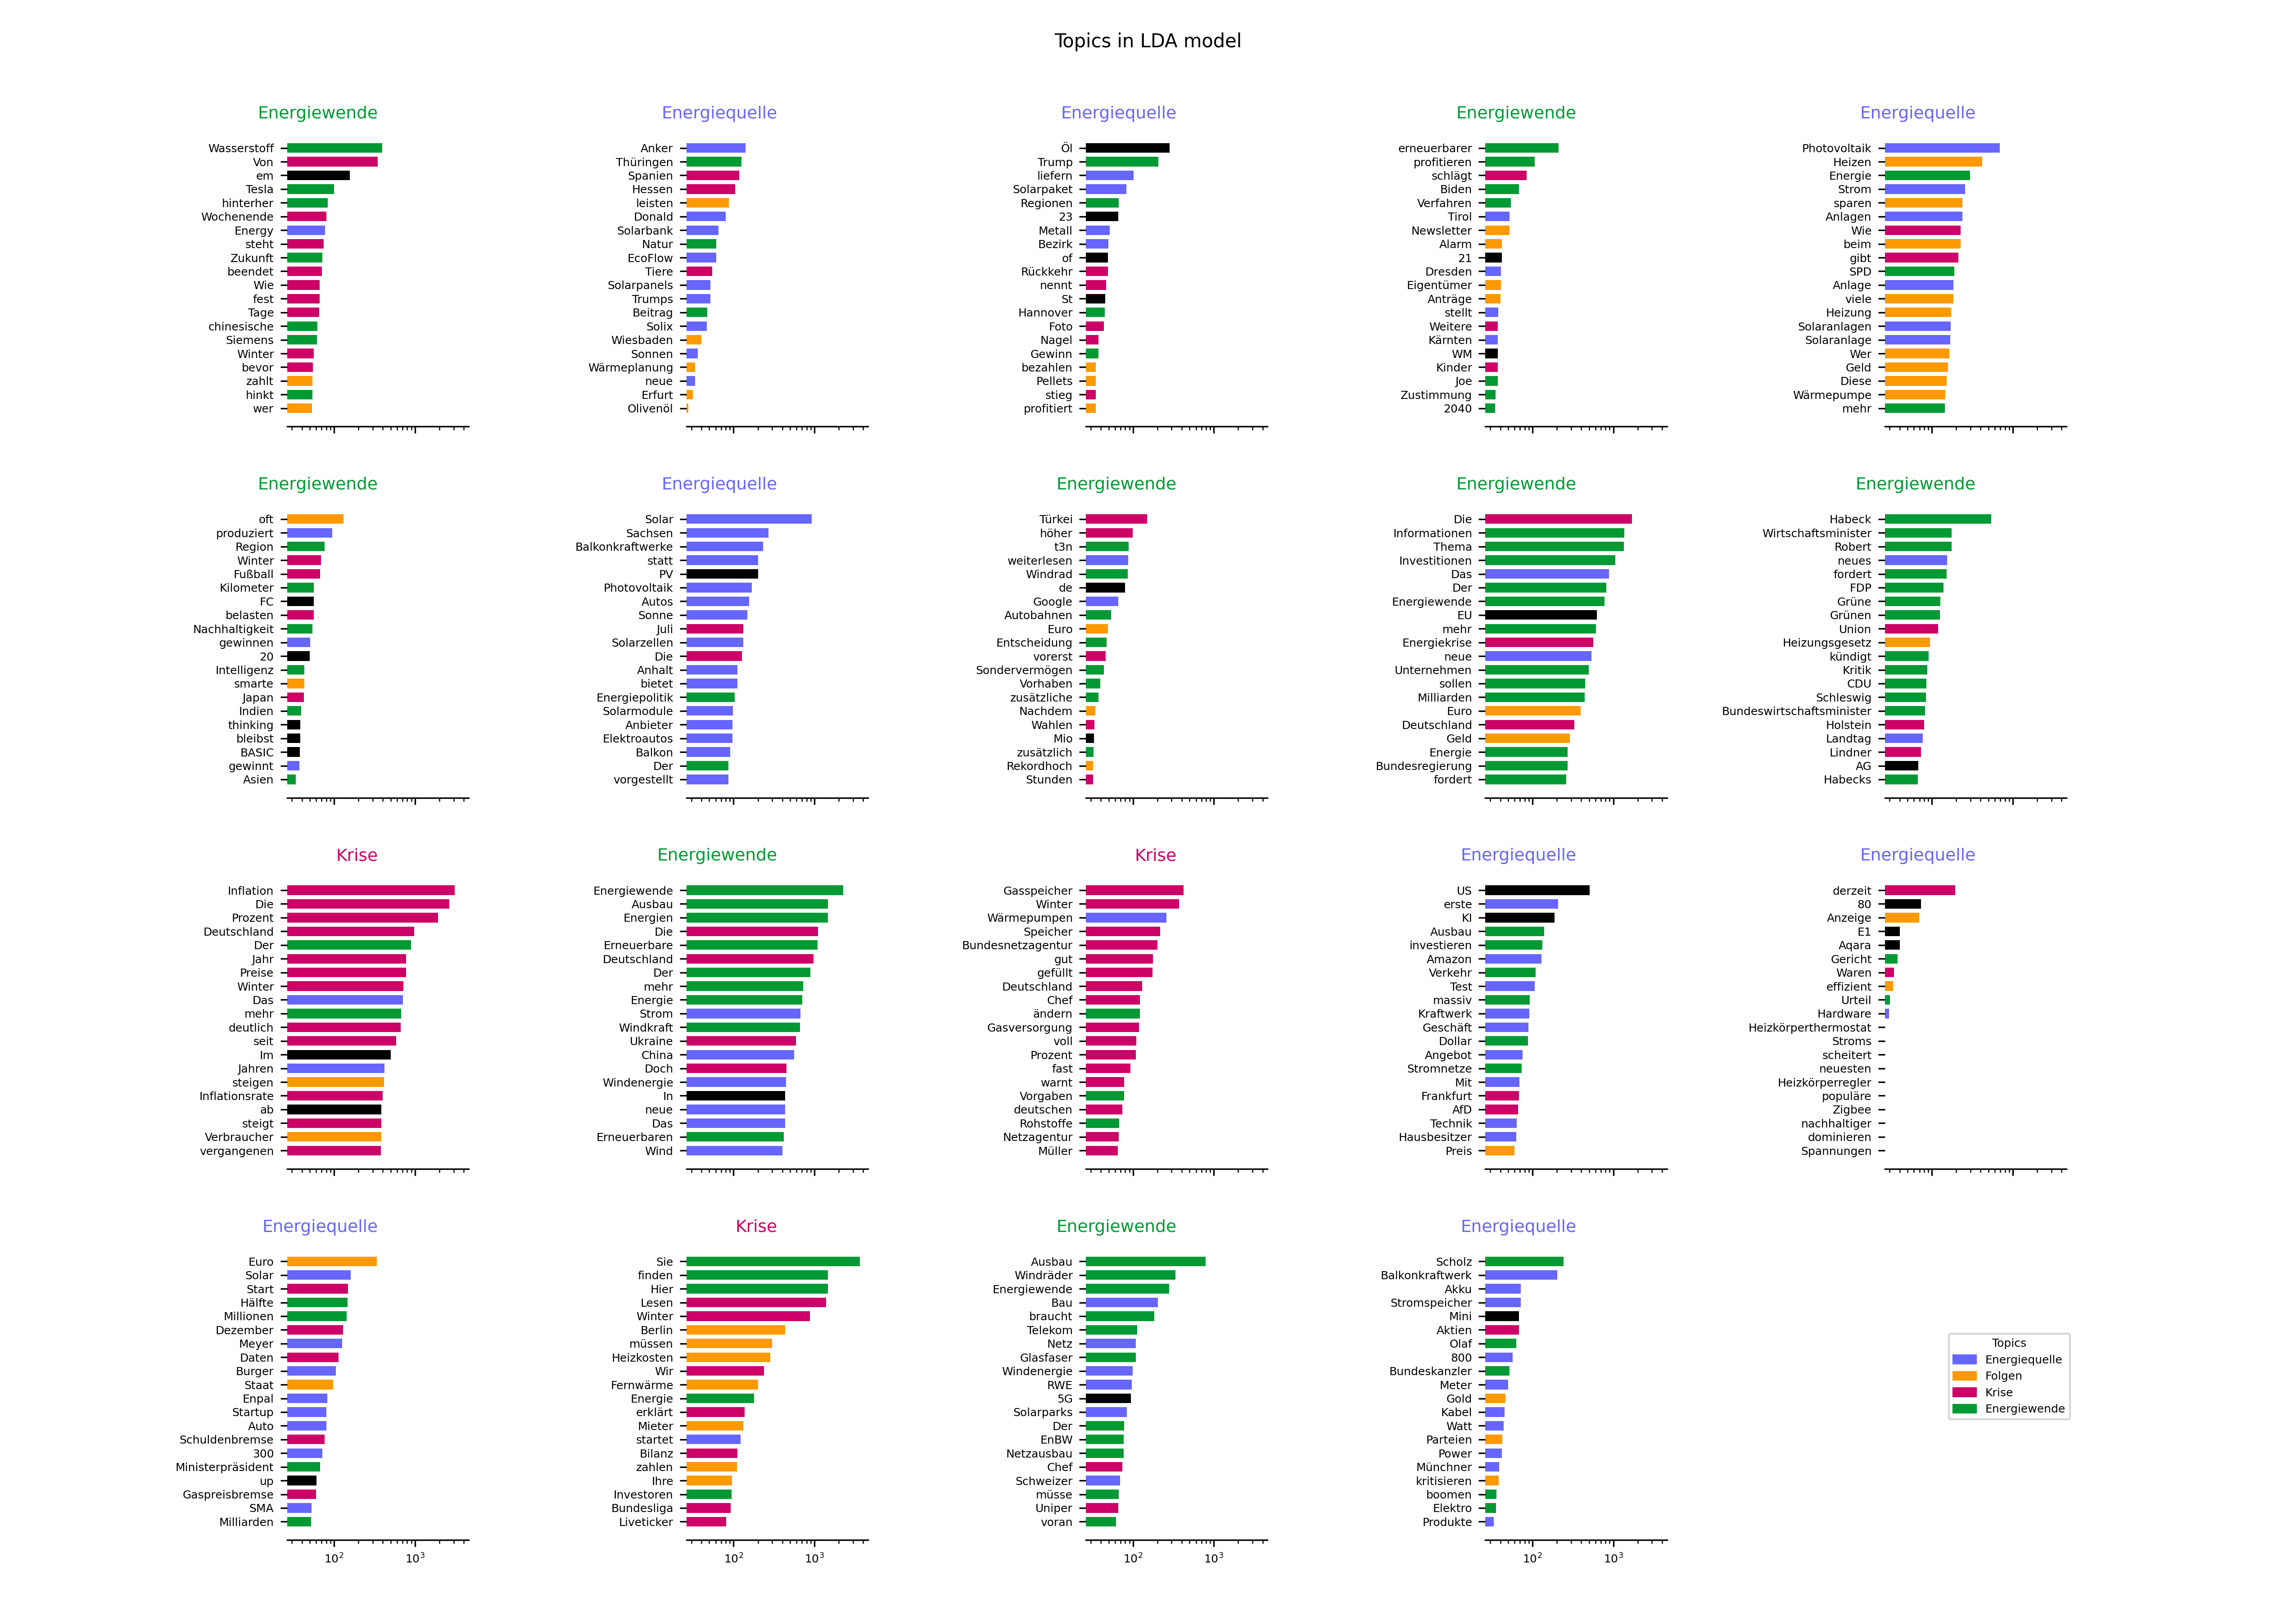 Topics in LDA model
Energiewende
Wasserstoff
Von
em
Tesla
hinterher
Wochenende
Energy
steht
Zukunft
beendet
Wie
fest
Tage
chinesische
Siemens
Winter
bevor
zahlt
hinkt
wer
Energiequelle
Anker
Thüringen
Spanien
Hessen
leisten
Donald
Solarbank
Natur
EcoFlow
Tiere
Solarpanels
Trumps
Beitrag
Solix
Wiesbaden
Sonnen
Wärmeplanung
neue
Erfurt
Olivenöl
Energiequelle
Öl
Trump
liefern
Solarpaket
Regionen
23
Metall
Bezirk
of
Rückkehr
nennt
St
Hannover
Foto
Nagel
Gewinn
bezahlen
Pellets
stieg
profitiert
Energiewende
erneuerbarer
profitieren
schlägt
Biden
Verfahren
Tirol
Newsletter
Alarm
21
Dresden
Eigentümer
Anträge
stellt
Weitere
Kärnten
WM
Kinder
Joe
Zustimmung
2040
Energiequelle
Photovoltaik
Heizen
Energie
Strom
sparen
Anlagen
Wie
beim
gibt
SPD
Anlage
viele
Heizung
Solaranlagen
Solaranlage
Wer
Geld
Diese
Wärmepumpe
mehr
Energiewende
oft
produziert
Region
Winter
Fußball
Kilometer
FC
belasten
Nachhaltigkeit
gewinnen
20
Intelligenz
smarte
Japan
Indien
thinking
bleibst
BASIC
gewinnt
Asien
Energiequelle
Solar
Sachsen
Balkonkraftwerke
statt
PV
Photovoltaik
Autos
Sonne
Juli
Solarzellen
Die
Anhalt
bietet
Energiepolitik
Solarmodule
Anbieter
Elektroautos
Balkon
Der
vorgestellt
Energiewende
Türkei
höher
t3n
weiterlesen
Windrad
de
Google
Autobahnen
Euro
Entscheidung
vorerst
Sondervermögen
Vorhaben
zusätzliche
Nachdem
Wahlen
Mio
zusätzlich
Rekordhoch
Stunden
Energiewende
Die
Informationen
Thema
Investitionen
Das
Der
Energiewende
EU
mehr
Energiekrise
neue
Unternehmen
sollen
Milliarden
Euro
Deutschland
Geld
Energie
Bundesregierung
fordert
Energiewende
Habeck
Wirtschaftsminister
Robert
neues
fordert
FDP
Grüne
Grünen
Union
Heizungsgesetz
kündigt
Kritik
CDU
Schleswig
Bundeswirtschaftsminister
Holstein
Landtag
Lindner
AG
Habecks
Krise
Inflation
Die
Prozent
Deutschland
Der
Jahr
Preise
Winter
Das
mehr
deutlich
seit
Im
Jahren
steigen
Inflationsrate
ab
steigt
Verbraucher
vergangenen
Energiewende
Energiewende
Ausbau
Energien
Die
Erneuerbare
Deutschland
Der
mehr
Energie
Strom
Windkraft
Ukraine
China
Doch
Windenergie
In
neue
Das
Erneuerbaren
Wind
Krise
Gasspeicher
Winter
Wärmepumpen
Speicher
Bundesnetzagentur
gut
gefüllt
Deutschland
Chef
ändern
Gasversorgung
voll
Prozent
fast
warnt
Vorgaben
deutschen
Rohstoffe
Netzagentur
Müller
Energiequelle
US
erste
KI
Ausbau
investieren
Amazon
Verkehr
Test
massiv
Kraftwerk
Geschäft
Dollar
Angebot
Stromnetze
Mit
Frankfurt
AfD
Technik
Hausbesitzer
Preis
Energiequelle
derzeit
80
Anzeige
E1
Aqara
Gericht
Waren
effizient
Urteil
Hardware
Heizkörperthermostat
Stroms
scheitert
neuesten
Heizkörperregler
populäre
Zigbee
nachhaltiger
dominieren
Spannungen
Energiequelle
Euro
Solar
Start
Hälfte
Millionen
Dezember
Meyer
Daten
Burger
Staat
Enpal
Startup
Auto
Schuldenbremse
300
Ministerpräsident
up
Gaspreisbremse
SMA
Milliarden
10² 10³
Krise
Sie
finden
Hier
Lesen
Winter
Berlin
müssen
Heizkosten
Wir
Fernwärme
Energie
erklärt
Mieter
startet
Bilanz
zahlen
Ihre
Investoren
Bundesliga
Liveticker
10² 10³
Energiewende
Ausbau
Windräder
Energiewende
Bau
braucht
Telekom
Netz
Glasfaser
Windenergie
RWE
5G
Solarparks
Der
EnBW
Netzausbau
Chef
Schweizer
müsse
Uniper
voran
10² 10³
Energiequelle
Scholz
Balkonkraftwerk
Akku
Stromspeicher
Mini
Aktien
Olaf
800
Bundeskanzler
Meter
Gold
Kabel
Watt
Parteien
Power
Münchner
kritisieren
boomen
Elektro
Produkte
10² 10³
Topics
Energiequelle
Folgen
Krise
Energiewende